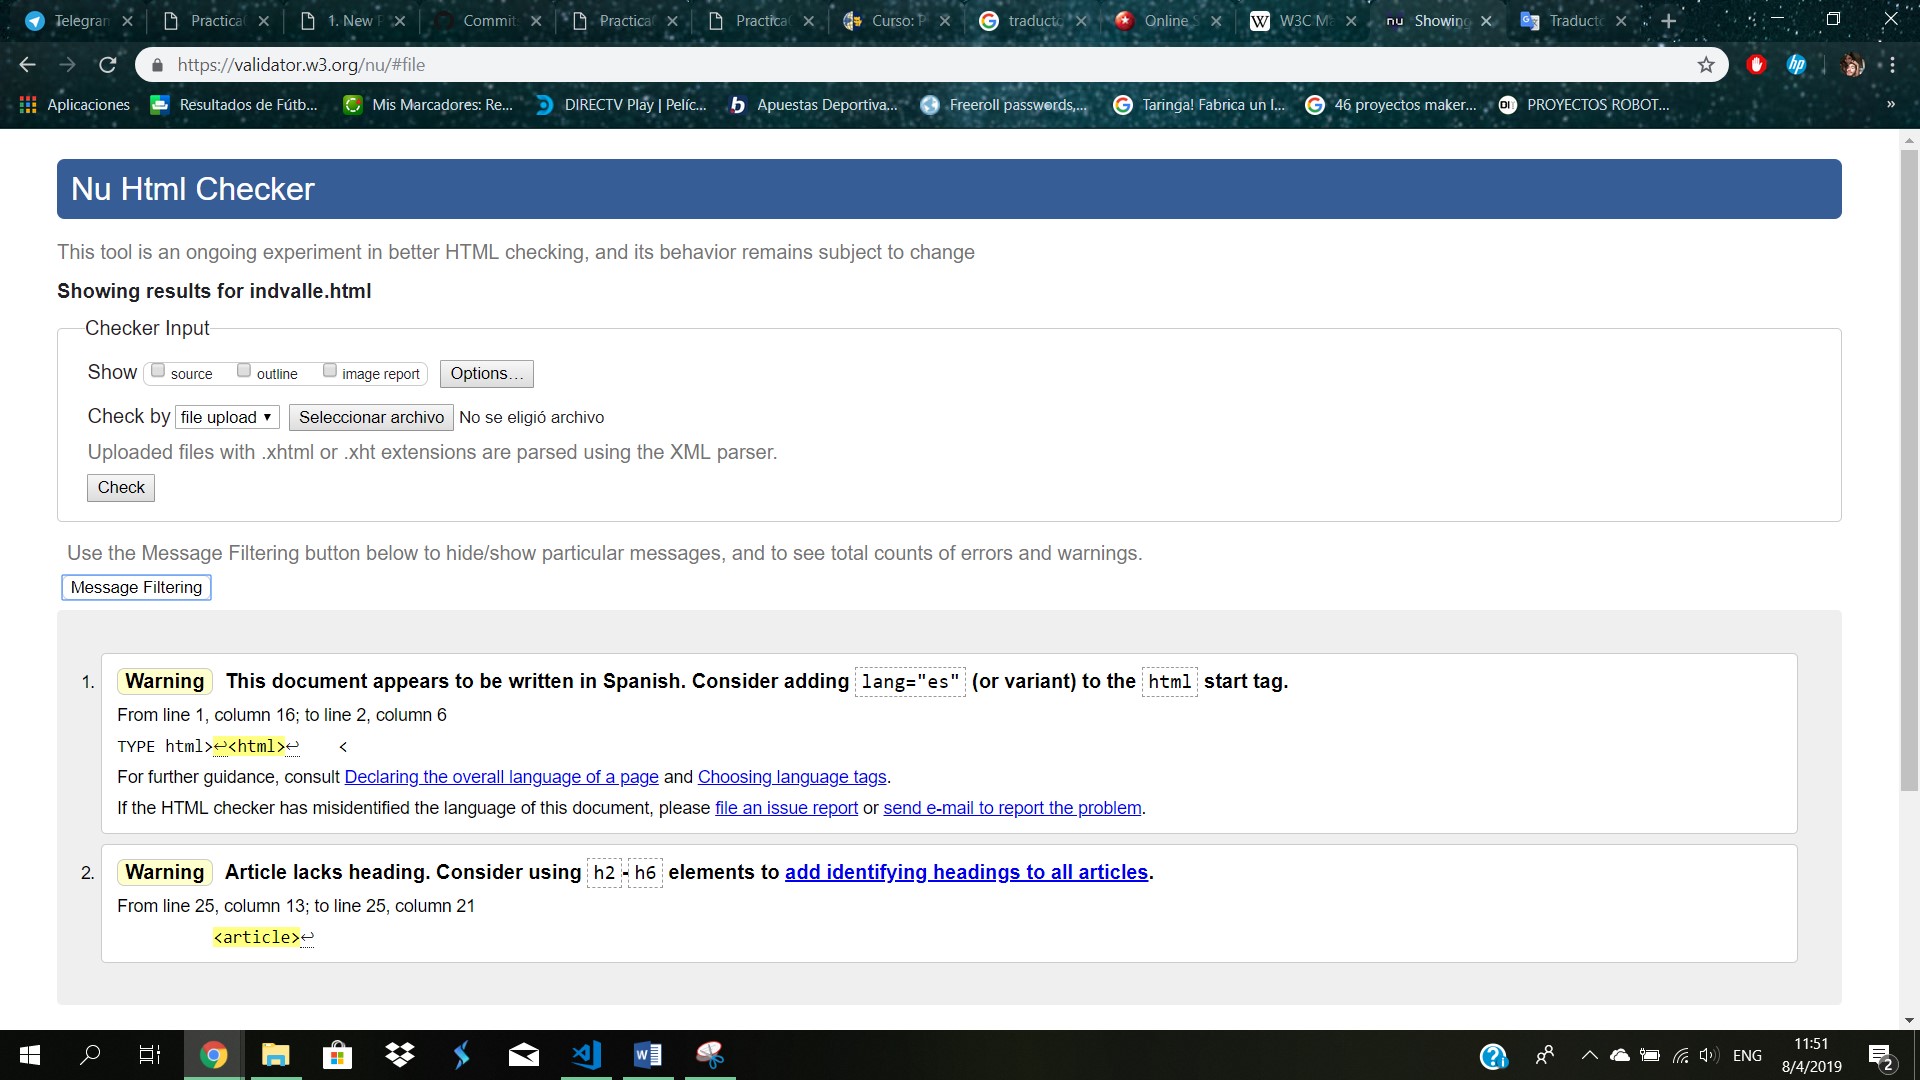 Telegram
Practica
1. New P
Commits
Practica
Practica
Curso: P
traducto
Online S
W3C Ma
nu Showing
Traducto
https://validator.w3.org/nu/#file
Aplicaciones
Resultados de Fútb...
Mis Marcadores: Re...
DIRECTV Play | Pelíc...
Apuestas Deportiva...
Freeroll passwords,...
Taringa! Fabrica un I...
46 proyectos maker...
PROYECTOS ROBOT...
»
Nu Html Checker
This tool is an ongoing experiment in better HTML checking, and its behavior remains subject to change
Showing results for indvalle.html
Checker Input
Show source outline image report Options...
Check by file upload Seleccionar archivo No se eligió archivo
Uploaded files with .xhtml or .xht extensions are parsed using the XML parser.
Check
Use the Message Filtering button below to hide/show particular messages, and to see total counts of errors and warnings.
Message Filtering
1. Warning This document appears to be written in Spanish. Consider adding lang="es" (or variant) to the html start tag.
From line 1, column 16; to line 2, column 6
TYPE html>↩<html>↩ <
For further guidance, consult Declaring the overall language of a page and Choosing language tags.
If the HTML checker has misidentified the language of this document, please file an issue report or send e-mail to report the problem.
2. Warning Article lacks heading. Consider using h2-h6 elements to add identifying headings to all articles.
From line 25, column 13; to line 25, column 21
<article>↩
ENG
11:51
8/4/2019
2